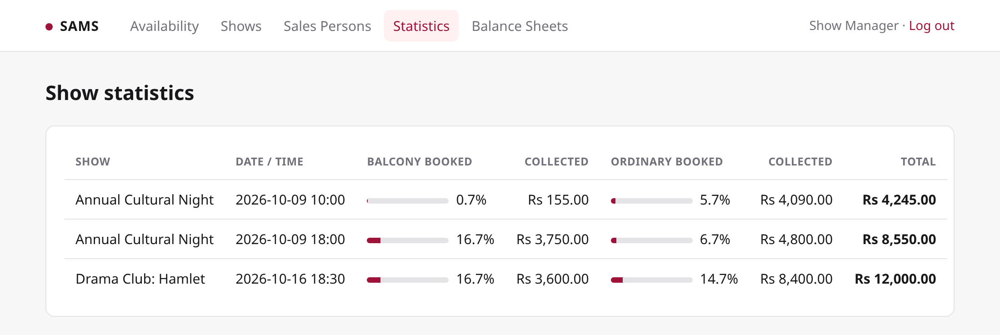 SAMS Availability Shows Sales Persons Statistics Balance Sheets Show Manager · Log out
Show statistics
SHOW DATE / TIME BALCONY BOOKED COLLECTED ORDINARY BOOKED COLLECTED TOTAL
Annual Cultural Night 2026-10-09 10:00 0.7% Rs 155.00 5.7% Rs 4,090.00 Rs 4,245.00
Annual Cultural Night 2026-10-09 18:00 16.7% Rs 3,750.00 6.7% Rs 4,800.00 Rs 8,550.00
Drama Club: Hamlet 2026-10-16 18:30 16.7% Rs 3,600.00 14.7% Rs 8,400.00 Rs 12,000.00